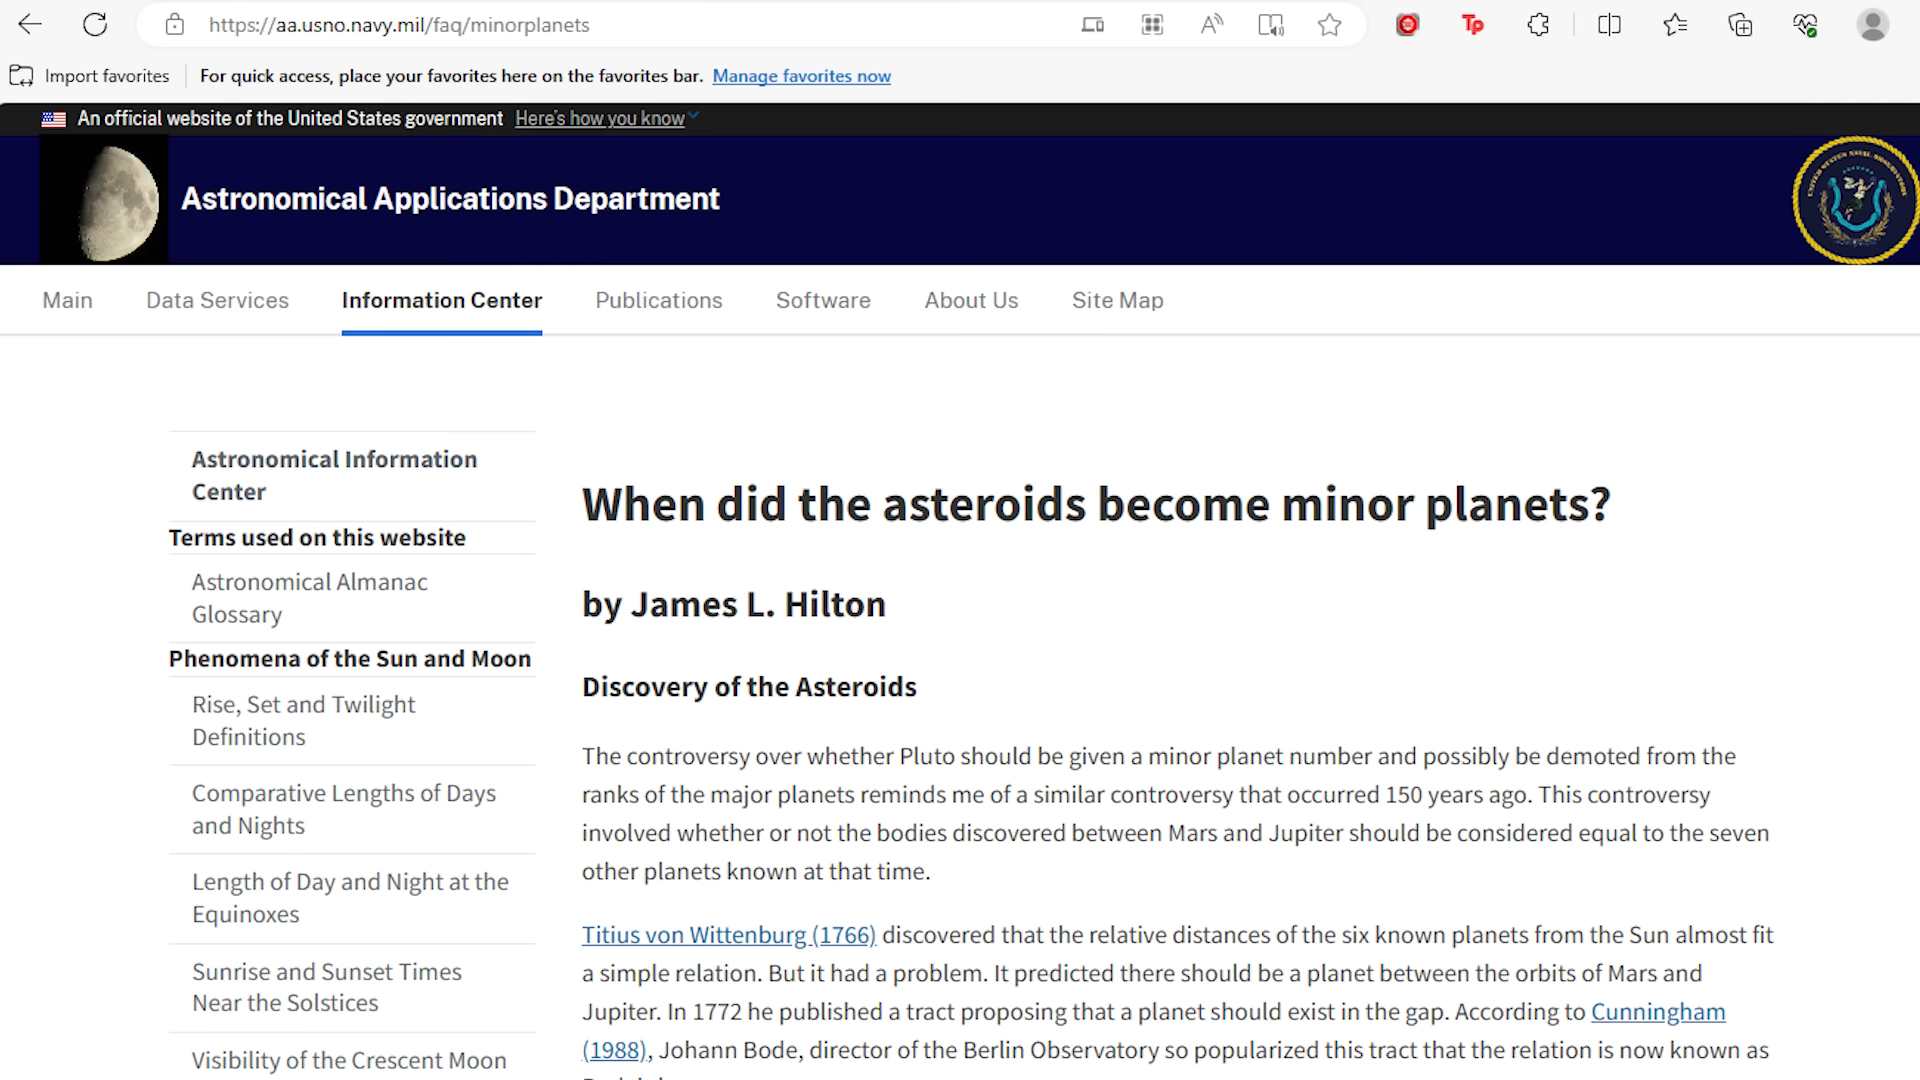 https://aa.usno.navy.mil/faq/minorplanets
Import favorites
For quick access, place your favorites here on the favorites bar. Manage favorites now
An official website of the United States government Here's how you know
Astronomical Applications Department
Main
Data Services
Information Center
Publications
Software
About Us
Site Map
Astronomical Information
Center
Terms used on this website
Astronomical Almanac
Glossary
Phenomena of the Sun and Moon
Rise, Set and Twilight
Definitions
Comparative Lengths of Days
and Nights
Length of Day and Night at the
Equinoxes
Sunrise and Sunset Times
Near the Solstices
Visibility of the Crescent Moon
When did the asteroids become minor planets?
by James L. Hilton
Discovery of the Asteroids
The controversy over whether Pluto should be given a minor planet number and possibly be demoted from the
ranks of the major planets reminds me of a similar controversy that occurred 150 years ago. This controversy
involved whether or not the bodies discovered between Mars and Jupiter should be considered equal to the seven
other planets known at that time.
Titius von Wittenburg (1766) discovered that the relative distances of the six known planets from the Sun almost fit
a simple relation. But it had a problem. It predicted there should be a planet between the orbits of Mars and
Jupiter. In 1772 he published a tract proposing that a planet should exist in the gap. According to Cunningham
(1988), Johann Bode, director of the Berlin Observatory so popularized this tract that the relation is now known as